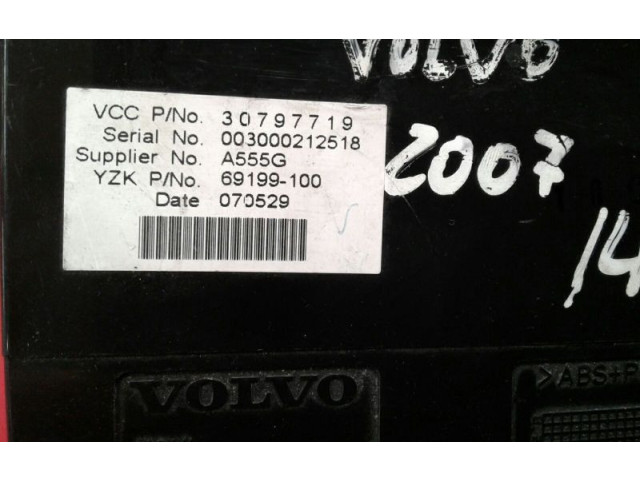 VOLVO
VCC P/No. 30797719
Serial No. 003000212518
Supplier No. A555G
YZK P/No. 69199-100
Date 070529
2007
14
VOLVO
>ABS+P